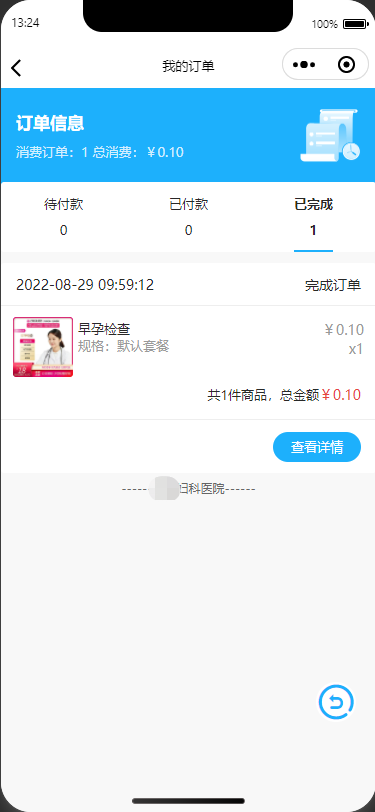 13:24
100%
我的订单
订单信息
消费订单：1 总消费：￥0.10
待付款
已付款
已完成
0
0
1
2022-08-29 09:59:12
完成订单
早孕检查
￥0.10
规格：默认套餐
x1
共1件商品，总金额￥0.10
查看详情
妇科医院------